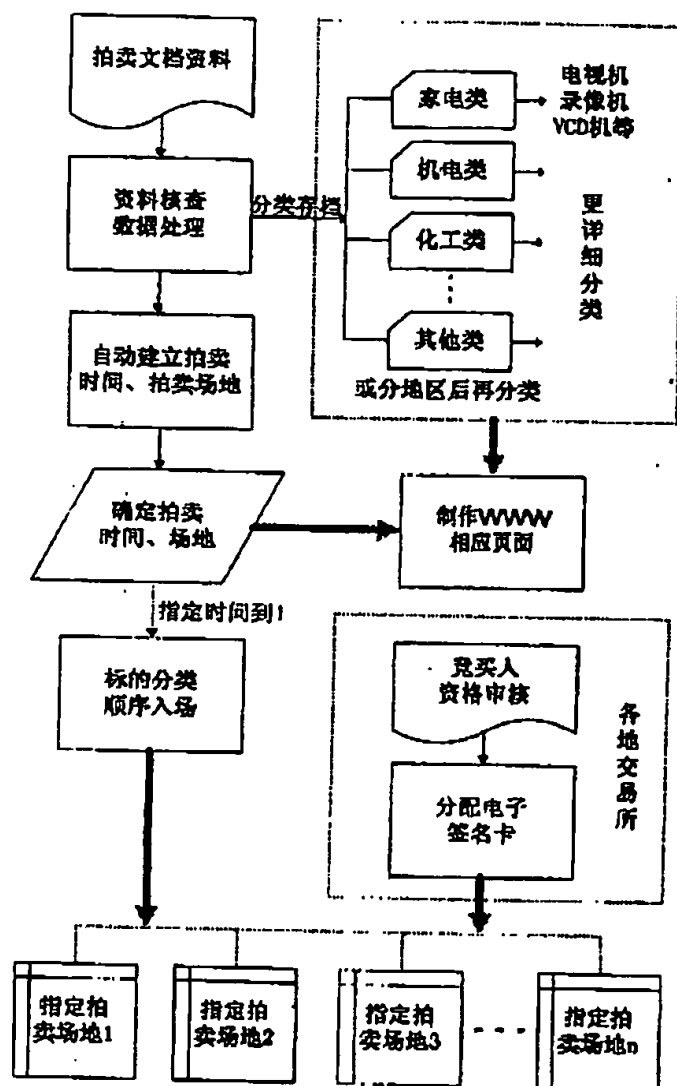 拍卖文档资料
资料核查
数据处理
分类存档
家电类
电视机
录像机
VCD机等
机电类
化工类
其他类
更详细分类
或分地区后再分类
自动建立拍卖
时间、拍卖场地
确定拍卖
时间、场地
制作WWW
相应页面
指定时间到!
标的分类
顺序入场
竞买人
资格审核
分配电子
签名卡
各地交易所
指定拍
卖场地1
指定拍
卖场地2
指定拍
卖场地3
指定拍
卖场地n